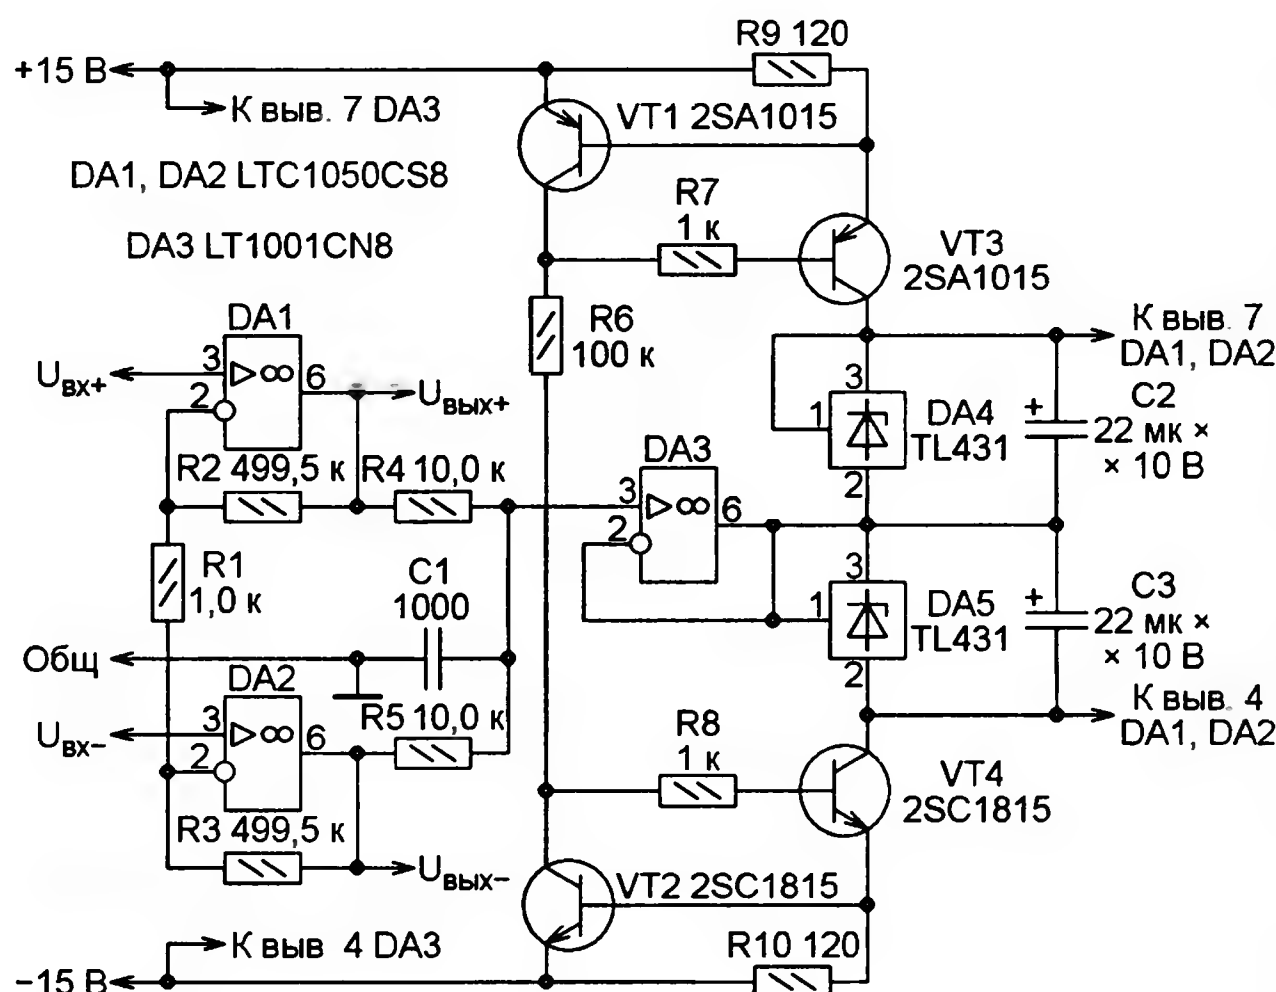 R9 120
+15 В
К выв. 7 DA3
VT1 2SA1015
DA1, DA2 LTC1050CS8
R7
1 к
DA3 LT1001CN8
VT3
2SA1015
DA1
R6
100 к
К выв. 7
DA1, DA2
Uвх+
3
2
6
Uвых+
3
1
DA4
TL431
2
C2
+
22 мк ×
× 10 В
R2 499,5 к
R4 10,0 к
DA3
3
2
6
R1
1,0 к
C1
1000
3
1
DA5
TL431
2
C3
+
22 мк ×
× 10 В
Общ
DA2
Uвх−
3
2
6
R5 10,0 к
R8
1 к
К выв. 4
DA1, DA2
VT4
2SC1815
R3 499,5 к
Uвых−
VT2 2SC1815
К выв 4 DA3
R10 120
−15 В